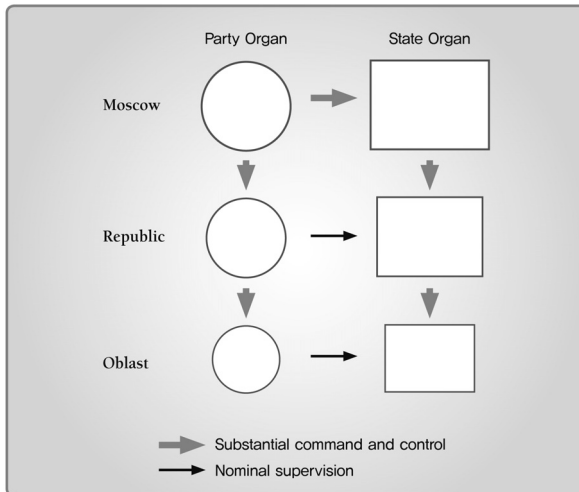 Party Organ State Organ
Moscow
Republic
Oblast
Substantial command and control
Nominal supervision